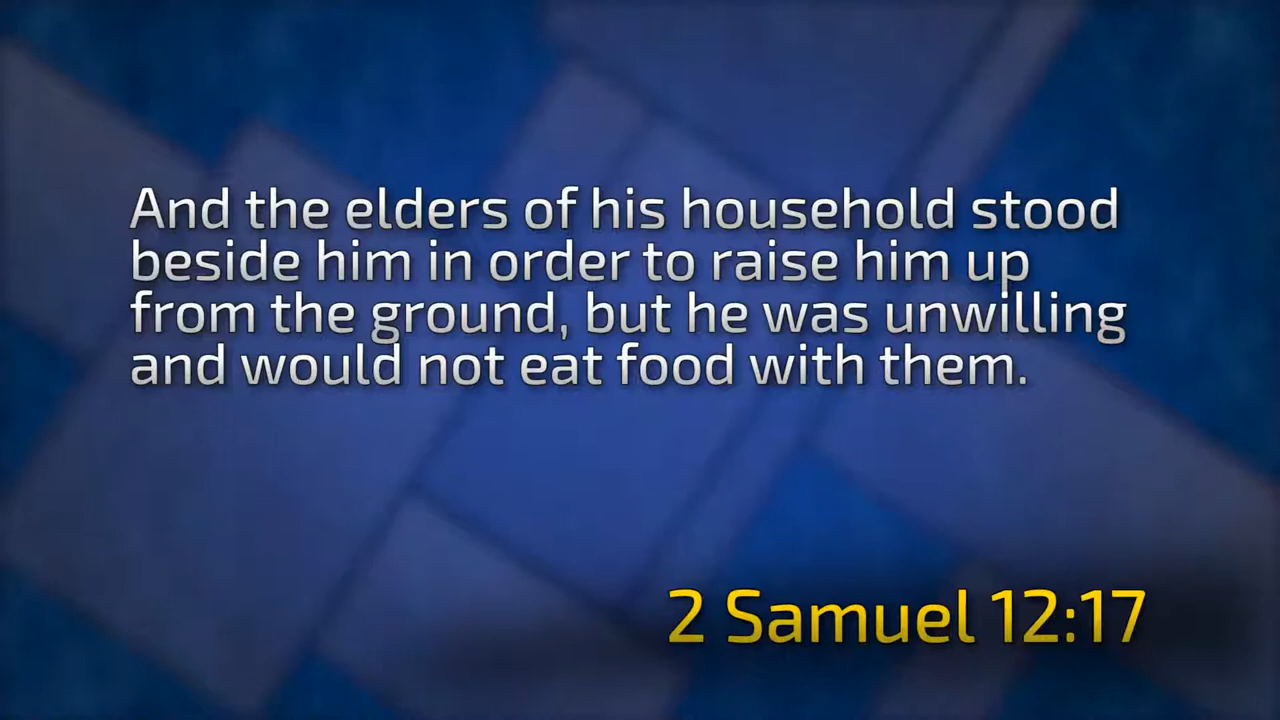 And the elders of his household stood
beside him in order to raise him up
from the ground, but he was unwilling
and would not eat food with them.
2 Samuel 12:17